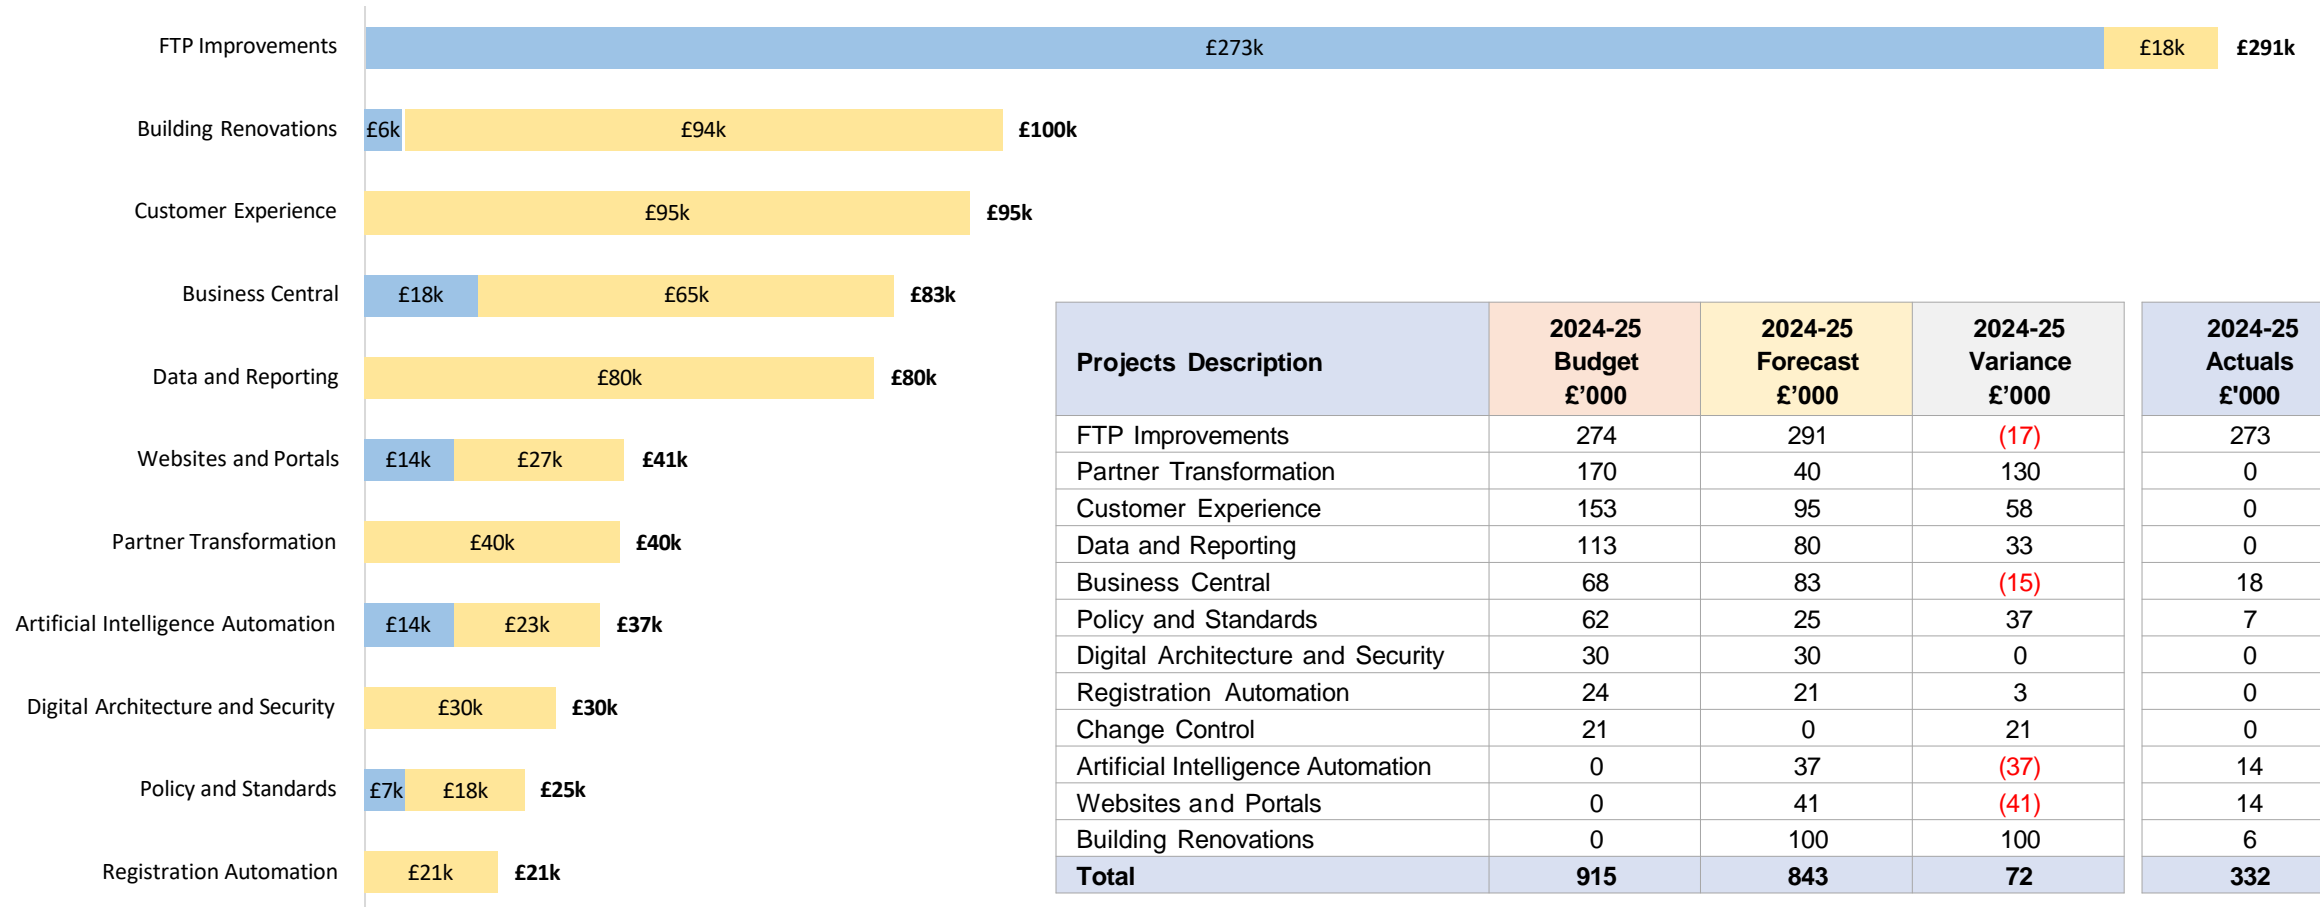 FTP Improvements £273k £18k £291k
Building Renovations £6k £94k £100k
Customer Experience £95k £95k
Business Central £18k £65k £83k
Data and Reporting £80k £80k
Websites and Portals £14k £27k £41k
Partner Transformation £40k £40k
Artificial Intelligence Automation £14k £23k £37k
Digital Architecture and Security £30k £30k
Policy and Standards £7k £18k £25k
Registration Automation £21k £21k
Projects Description 2024-25 Budget £’000 2024-25 Forecast £’000 2024-25 Variance £’000 2024-25 Actuals £'000
FTP Improvements 274 291 (17) 273
Partner Transformation 170 40 130 0
Customer Experience 153 95 58 0
Data and Reporting 113 80 33 0
Business Central 68 83 (15) 18
Policy and Standards 62 25 37 7
Digital Architecture and Security 30 30 0 0
Registration Automation 24 21 3 0
Change Control 21 0 21 0
Artificial Intelligence Automation 0 37 (37) 14
Websites and Portals 0 41 (41) 14
Building Renovations 0 100 100 6
Total 915 843 72 332